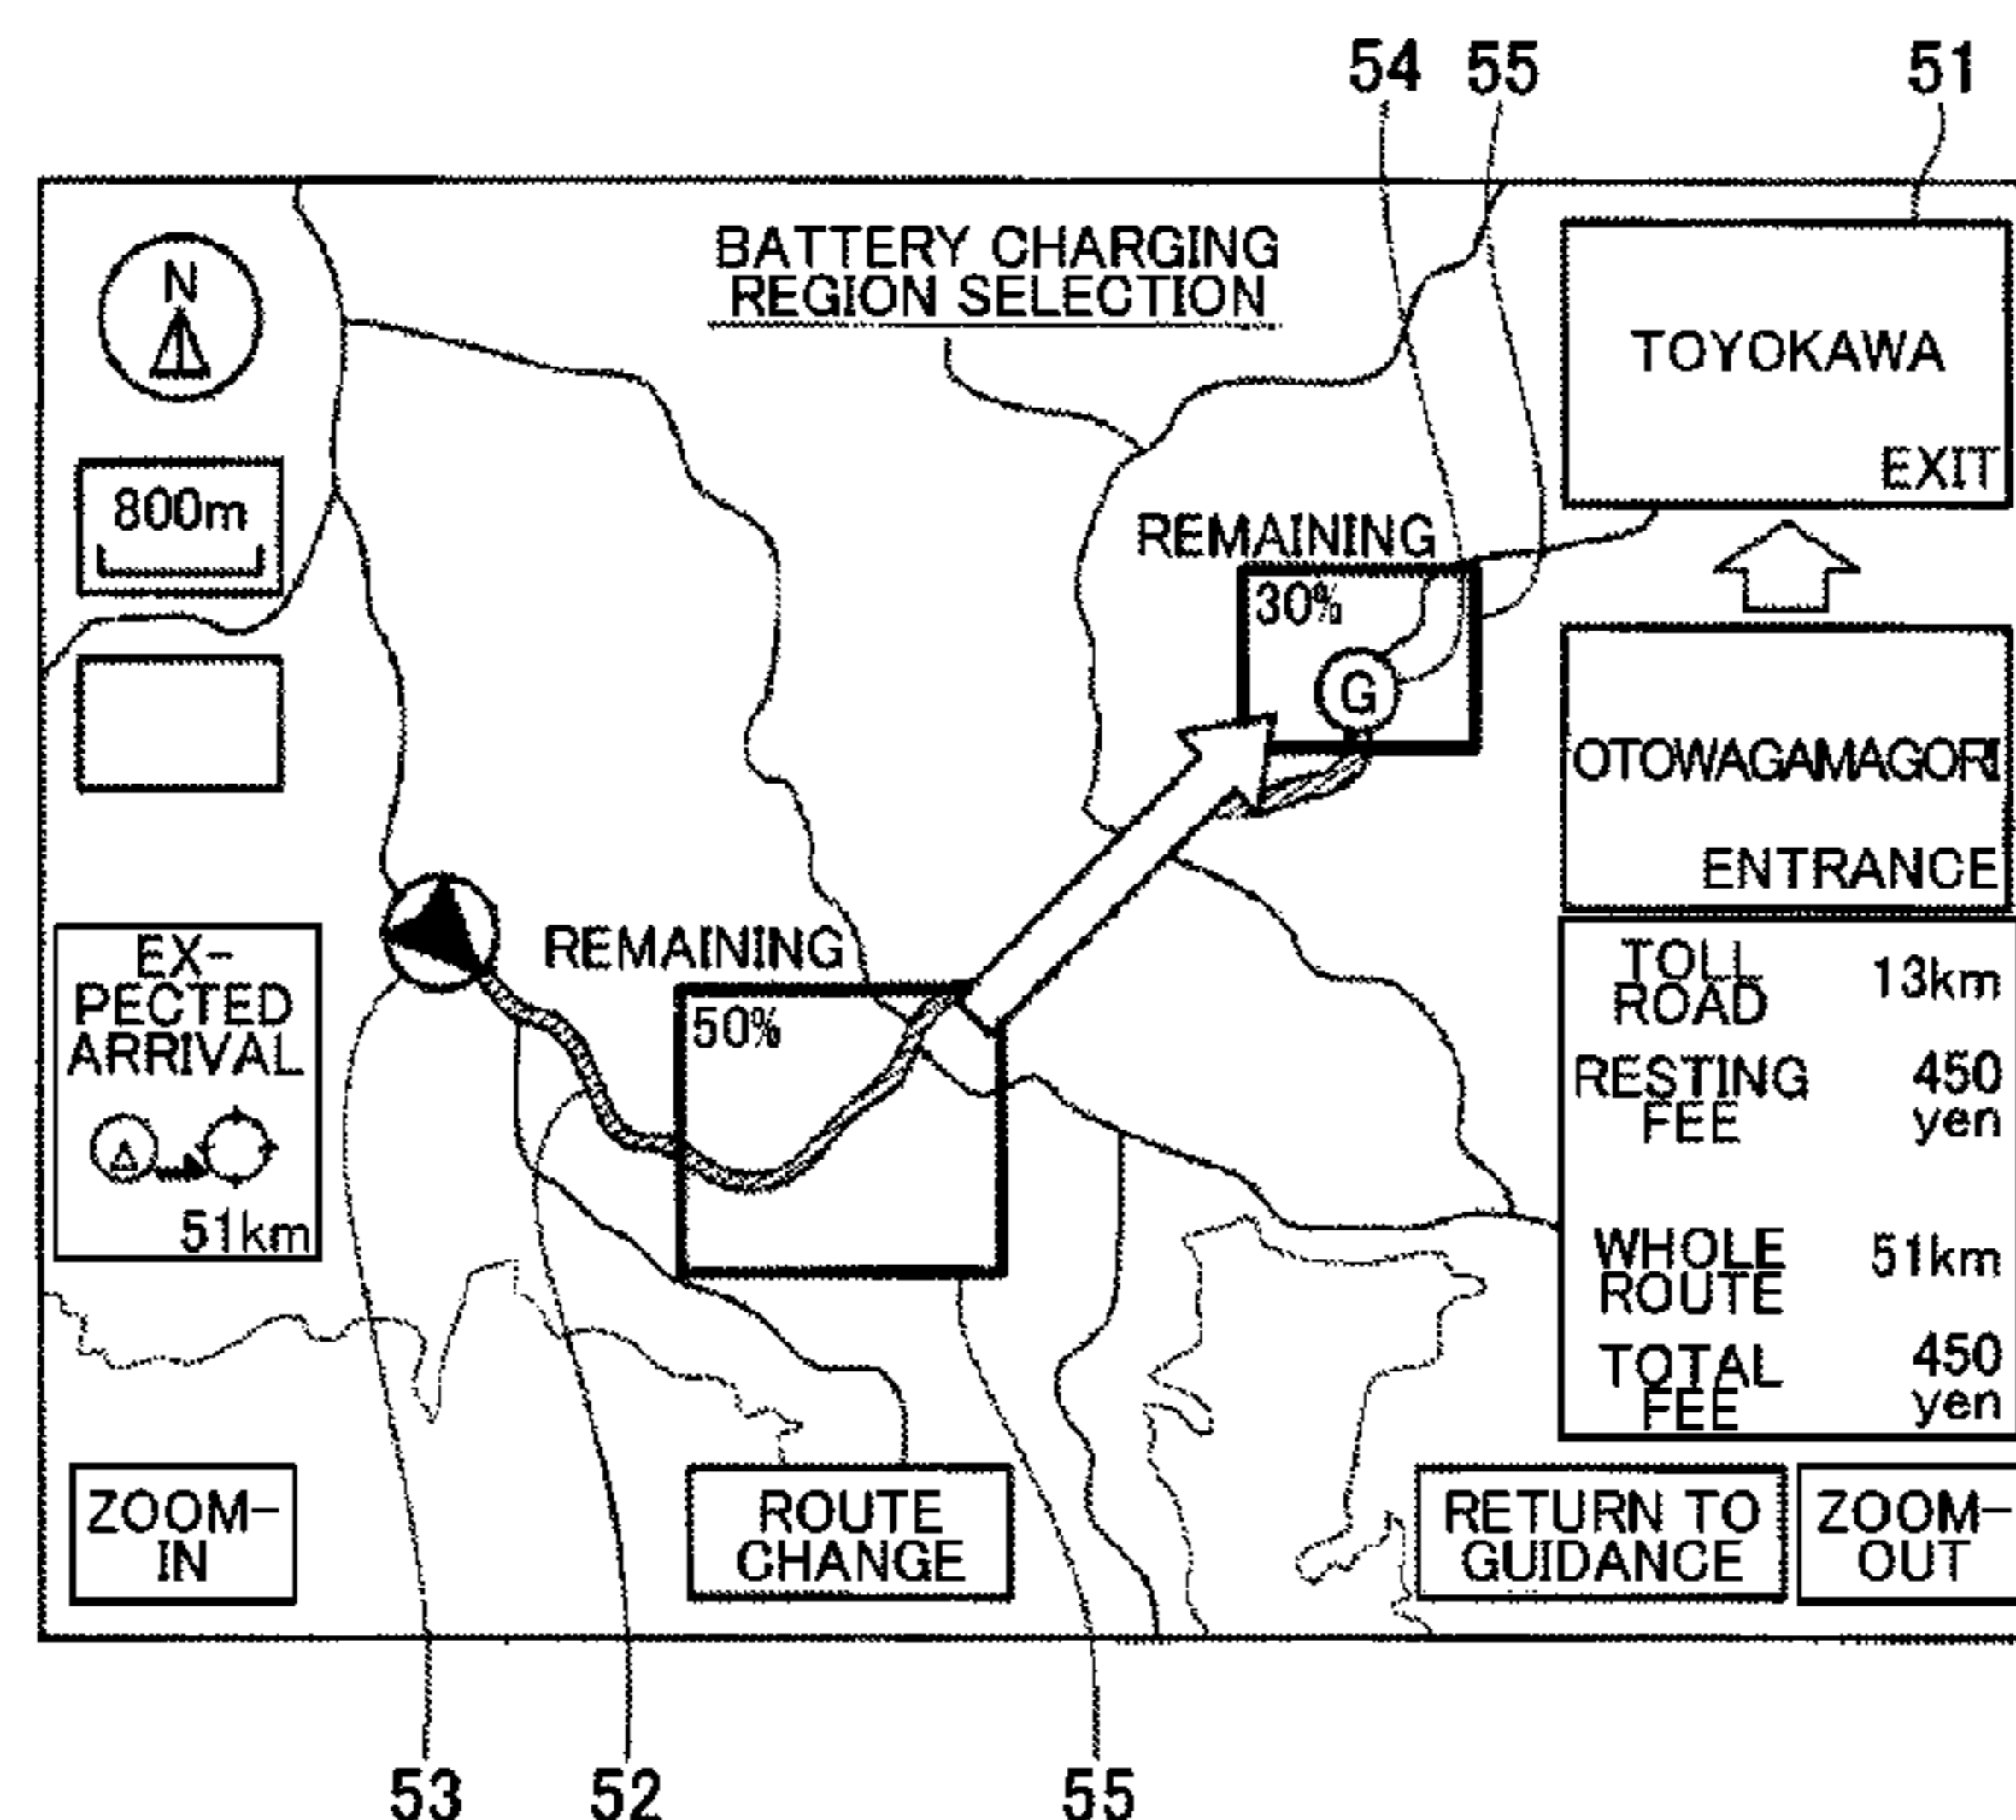 54 55 51
N
BATTERY CHARGING
REGION SELECTION
TOYOKAWA
EXIT
800m
REMAINING
30%
G
OTOWAGAMAGORI
ENTRANCE
EX-
PECTED
ARRIVAL
51km
REMAINING
50%
TOLL
ROAD
13km
RESTING
FEE
450
yen
WHOLE
ROUTE
51km
TOTAL
FEE
450
yen
ZOOM-
IN
ROUTE
CHANGE
RETURN TO
GUIDANCE
ZOOM-
OUT
53 52 55